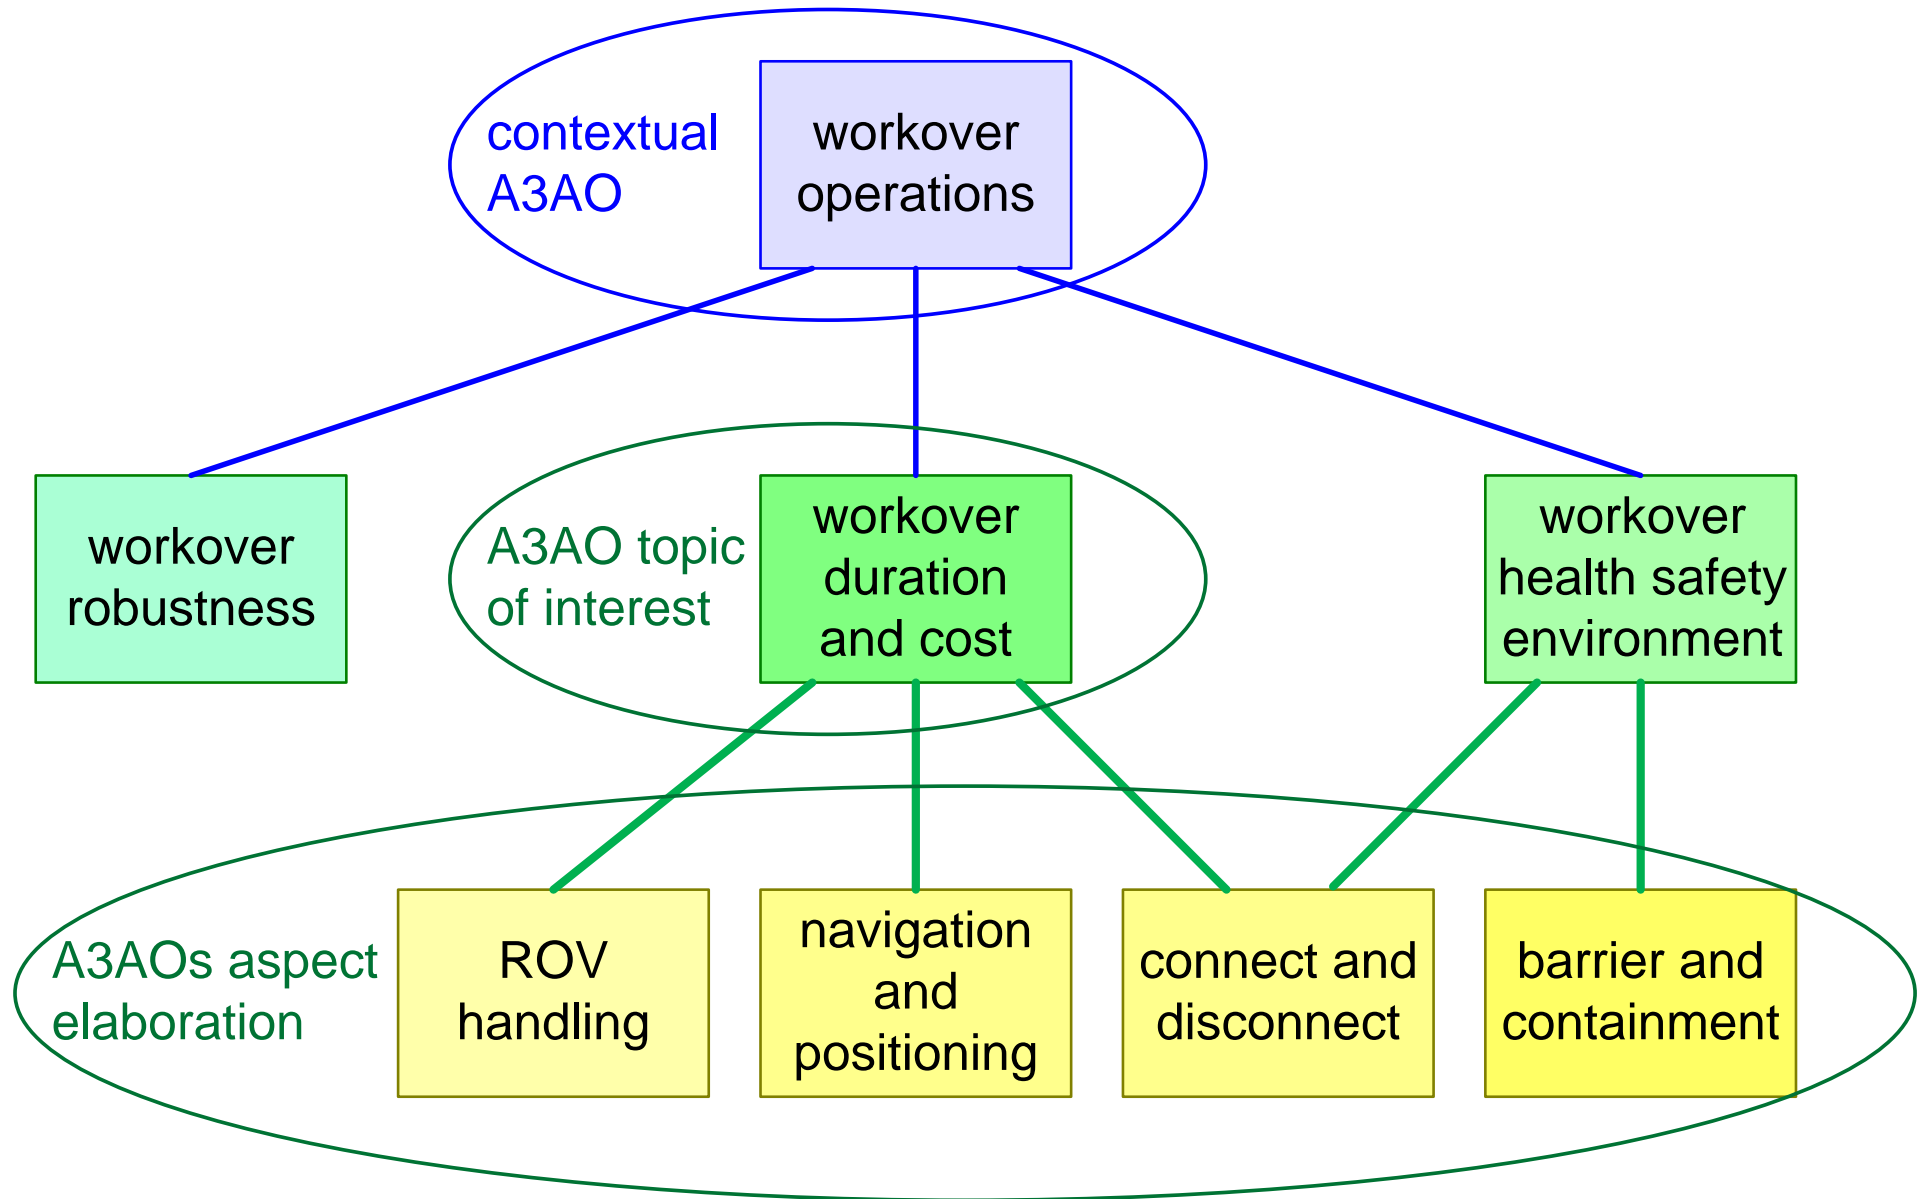 contextual
A3AO
workover
operations
workover
robustness
A3AO topic
of interest
workover
duration
and cost
workover
health safety
environment
A3AOs aspect
elaboration
ROV
handling
navigation
and
positioning
connect and
disconnect
barrier and
containment